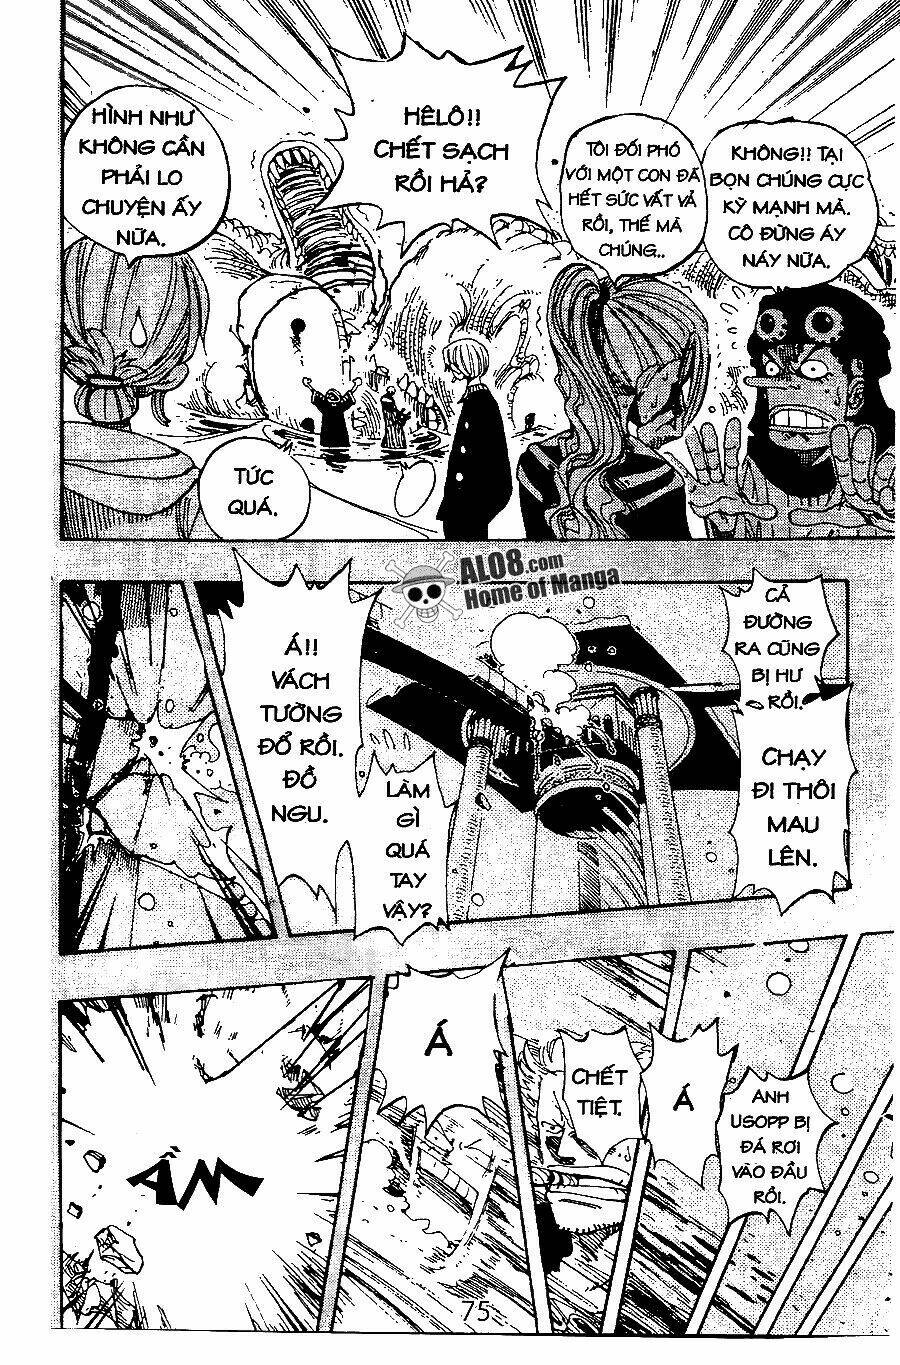 KHÔNG!! TẠI
BỌN CHÚNG CỰC
KỲ MẠNH MÀ.
CÔ ĐỪNG ÁY
NÁY NỮA.
TÔI ĐỐI PHÓ
VỚI MỘT CON ĐÃ
HẾT SỨC VẤT VẢ
RỒI, THẾ MÀ
CHÚNG..
HÊLÔ!!
CHẾT SẠCH
RỒI HẢ?
HÌNH NHƯ
KHÔNG CẦN
PHẢI LO
CHUYỆN ẤY
NỮA.
TỨC
QUÁ.
AL08.com
Home of Manga
CẢ
ĐƯỜNG
RA CŨNG
BỊ HƯ
RỒI.
CHẠY
ĐI THÔI
MAU
LÊN.
LÀM
GÌ
QUÁ
TAY
VẬY?
Á!!
VÁCH
TƯỜNG
ĐỔ RỒI.
ĐỒ
NGU.
ANH
USOPP BỊ
ĐÁ RƠI
VÀO ĐẦU
RỒI.
Á
CHẾT
TIỆT.
Á
ẦM
75